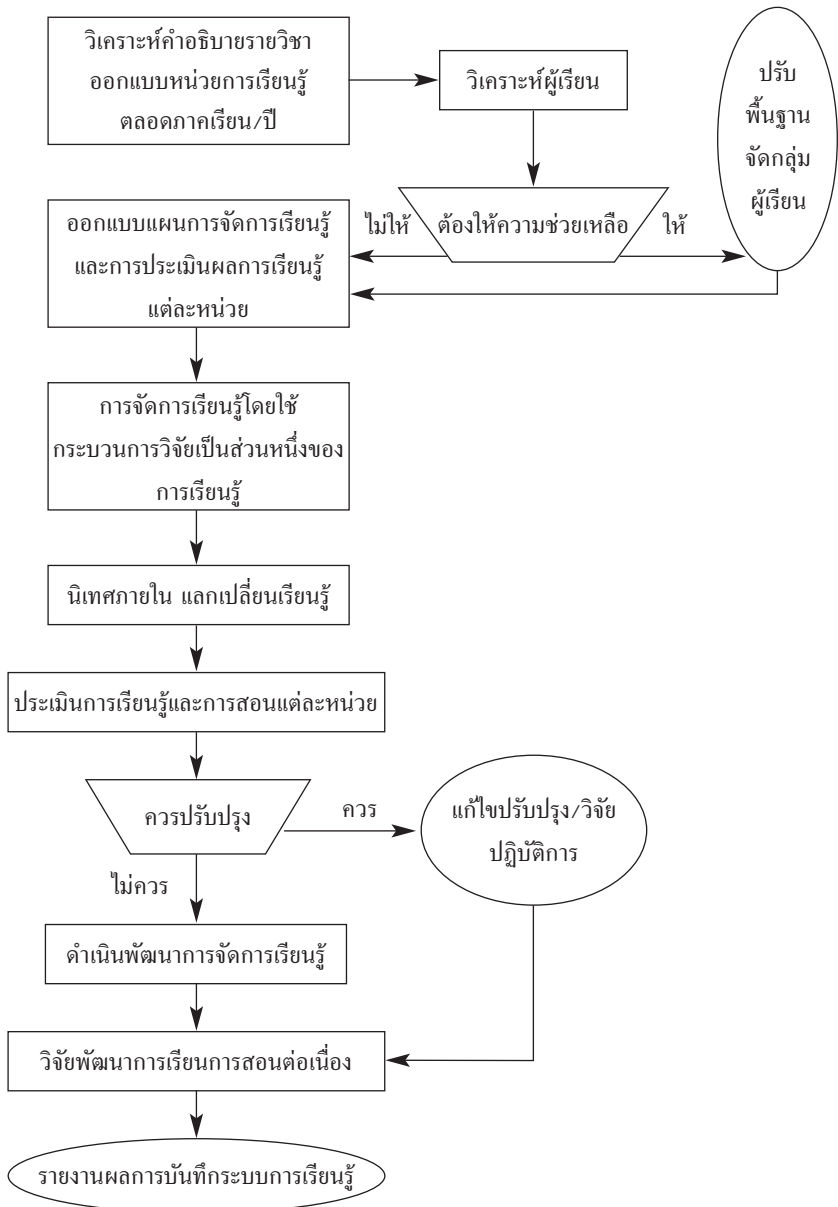 วิเคราะห์คำอธิบายรายวิชา
ออกแบบหน่วยการเรียนรู้
ตลอดภาคเรียน/ปี
วิเคราะห์ผู้เรียน
ปรับ
พื้นฐาน
จัดกลุ่ม
ผู้เรียน
ต้องให้ความช่วยเหลือ
ไม่ให้
ให้
ออกแบบแผนการจัดการเรียนรู้
และการประเมินผลการเรียนรู้
แต่ละหน่วย
การจัดการเรียนรู้โดยใช้
กระบวนการวิจัยเป็นส่วนหนึ่งของ
การเรียนรู้
นิเทศภายใน แลกเปลี่ยนเรียนรู้
ประเมินการเรียนรู้และการสอนแต่ละหน่วย
ควรปรับปรุง
ควร
แก้ไขปรับปรุง/วิจัย
ปฏิบัติการ
ไม่ควร
ดำเนินพัฒนาการจัดการเรียนรู้
วิจัยพัฒนาการเรียนการสอนต่อเนื่อง
รายงานผลการบันทึกระบบการเรียนรู้